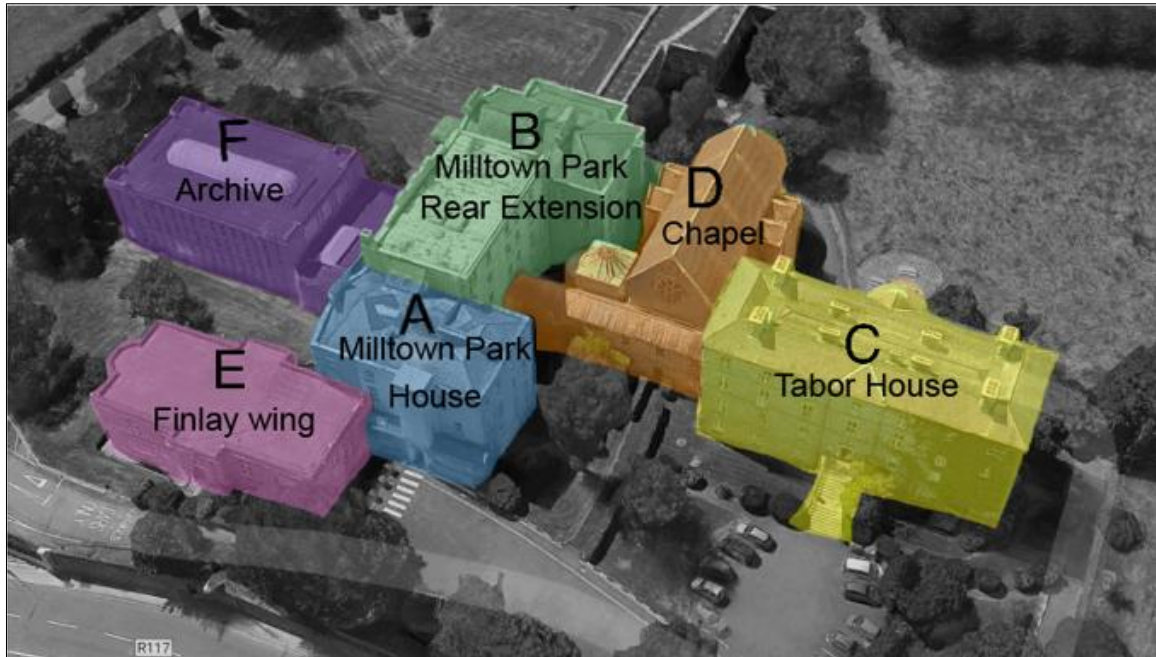 F
Archive
B
Milltown Park
Rear Extension
D
Chapel
A
Milltown Park
House
C
Tabor House
E
Finlay wing
R117